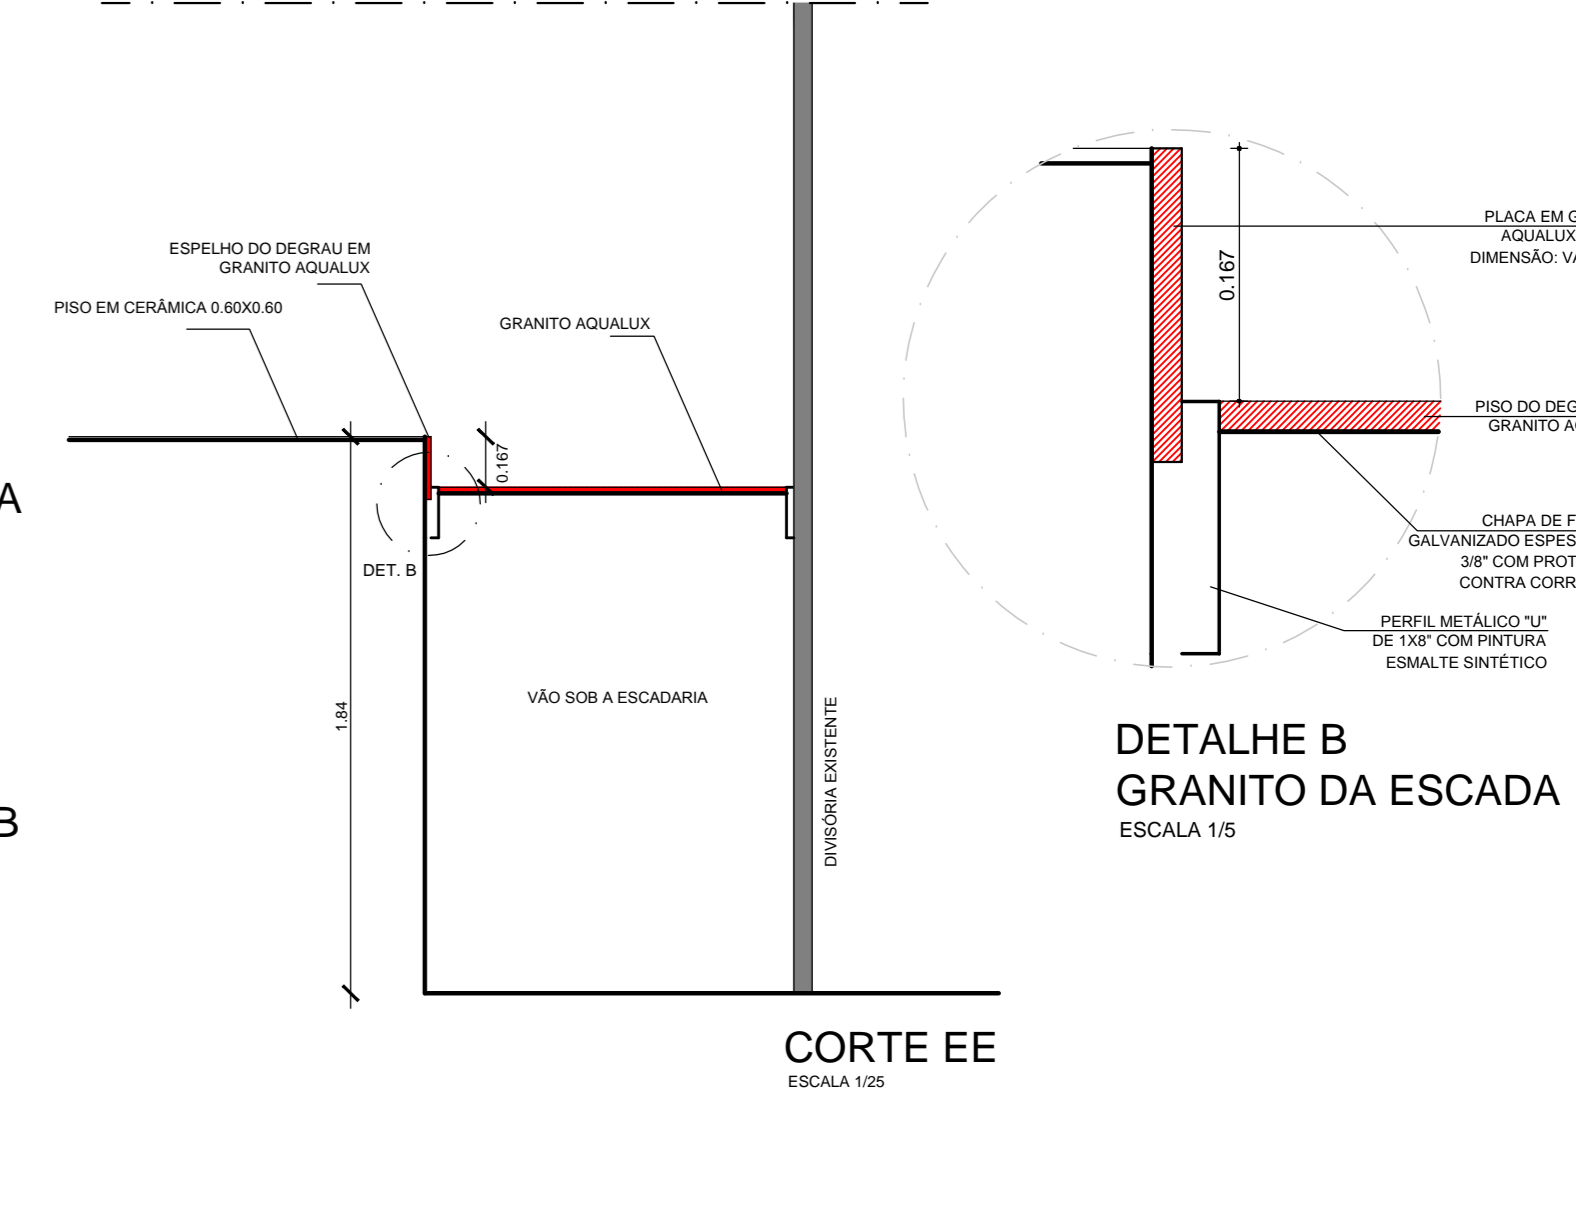 ESPELHO DO DEGRAU EM
GRANITO AQUALUX
PISO EM CERÂMICA 0.60X0.60
GRANITO AQUALUX
0.167
A
DET. B
1.84
VÃO SOB A ESCADARIA
DIVISÓRIA EXISTENTE
B
CORTE EE
ESCALA 1/25
0.167
PLACA EM G
AQUALUX
DIMENSÃO: VA
PISO DO DEG
GRANITO
CHAPA DE F
GALVANIZADO ESPES
3/8" COM PROT
CONTRA CORR
PERFIL METÁLICO "U"
DE 1X8" COM PINTURA
ESMALTE SINTÉTICO
DETALHE B
GRANITO DA ESCADA
ESCALA 1/5